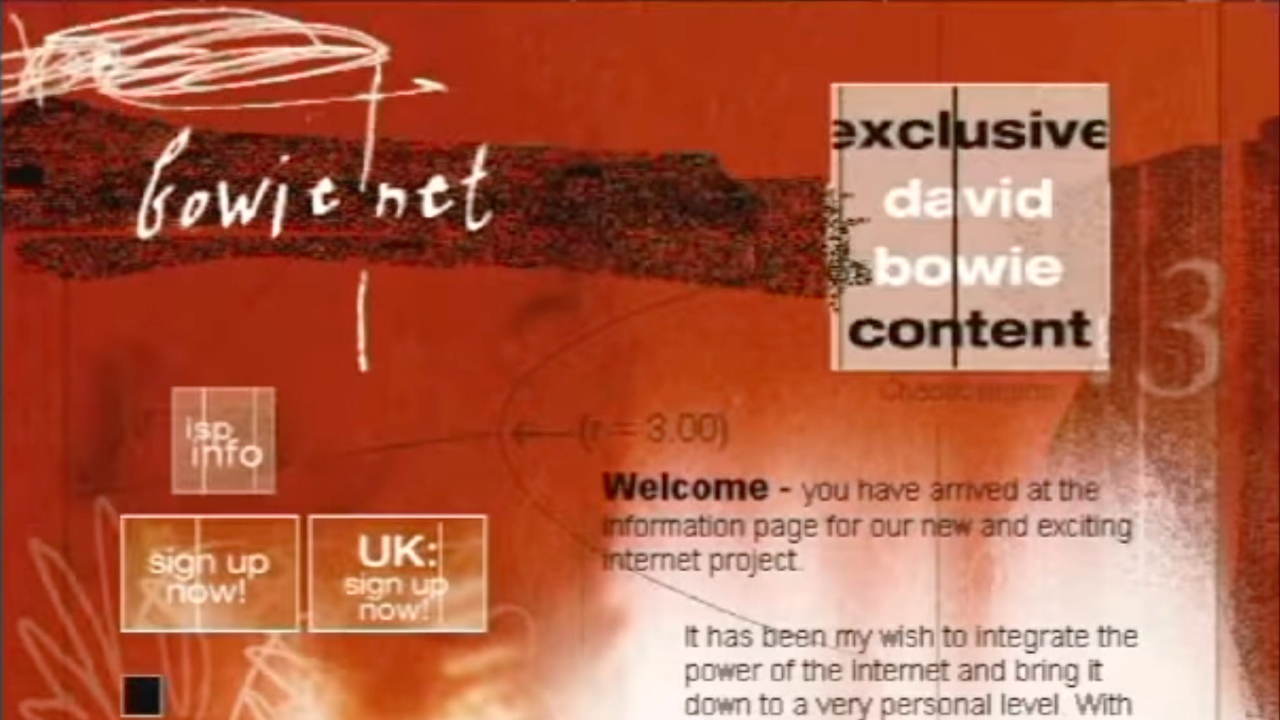 bowie net
exclusive
david
bowie
content
3
isp
info
(r = 3.00)
Welcome - you have arrived at the
information page for our new and exciting
internet project.
sign up
now!
UK:
sign up
now!
It has been my wish to integrate the
power of the Internet and bring it
down to a very personal level. With